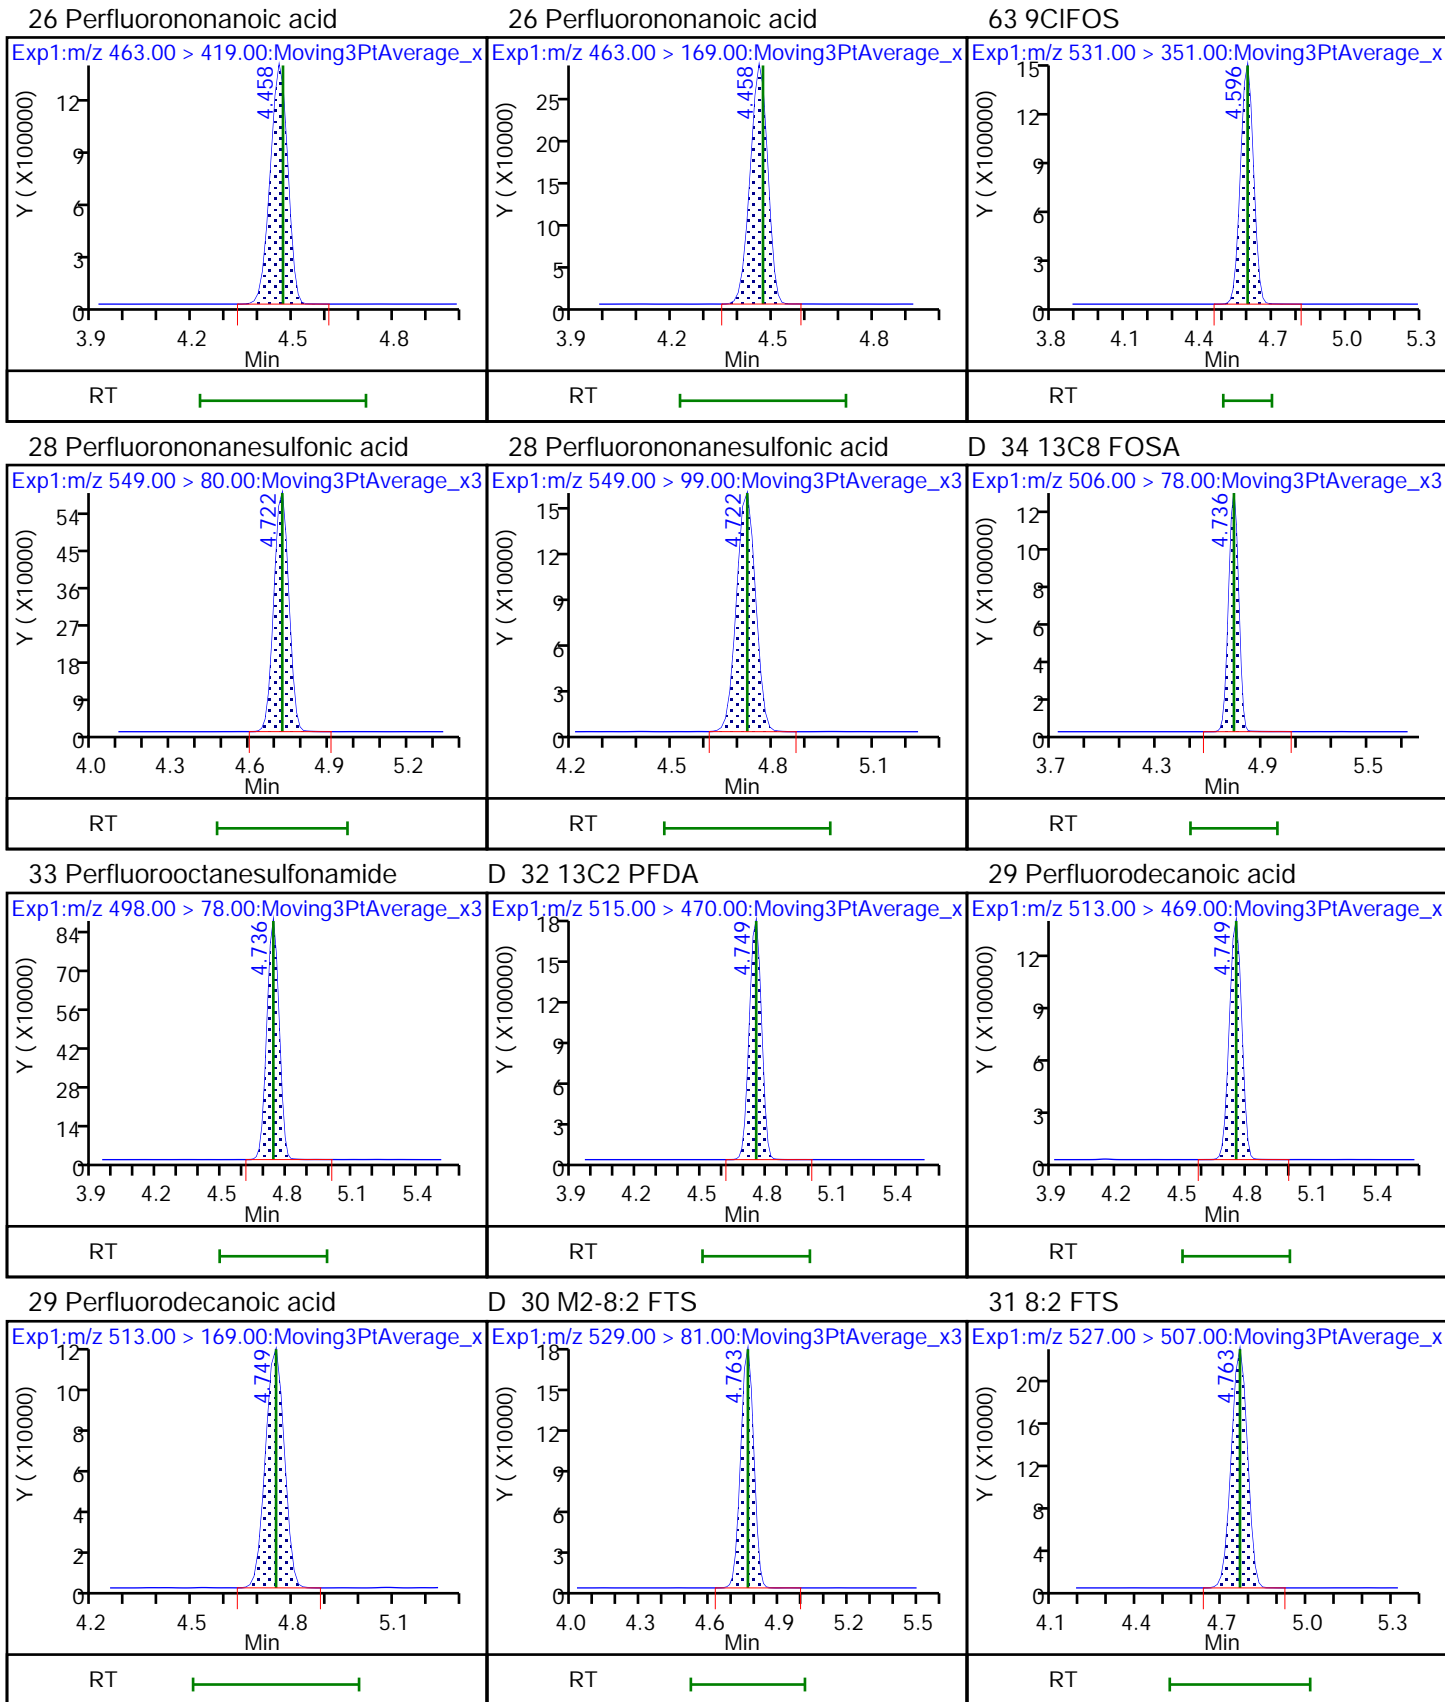 26 Perfluorononanoic acid
Exp1:m/z 463.00 > 419.00:Moving3PtAverage_x
Y ( X100000)
12
9
6
3
0
4.458
3.9 4.2 4.5 4.8
Min
RT
26 Perfluorononanoic acid
Exp1:m/z 463.00 > 169.00:Moving3PtAverage_x
Y ( X10000)
25
20
15
10
5
0
4.458
3.9 4.2 4.5 4.8
Min
RT
63 9ClFOS
Exp1:m/z 531.00 > 351.00:Moving3PtAverage_x
Y ( X100000)
15
12
9
6
3
0
4.596
3.8 4.1 4.4 4.7 5.0 5.3
Min
RT
28 Perfluorononanesulfonic acid
Exp1:m/z 549.00 > 80.00:Moving3PtAverage_x3
Y ( X10000)
54
45
36
27
18
9
0
4.722
4.0 4.3 4.6 4.9 5.2
Min
RT
28 Perfluorononanesulfonic acid
Exp1:m/z 549.00 > 99.00:Moving3PtAverage_x3
Y ( X10000)
15
12
9
6
3
0
4.722
4.2 4.5 4.8 5.1
Min
RT
D 34 13C8 FOSA
Exp1:m/z 506.00 > 78.00:Moving3PtAverage_x3
Y ( X100000)
12
10
8
6
4
2
0
4.736
3.7 4.3 4.9 5.5
Min
RT
33 Perfluorooctanesulfonamide
Exp1:m/z 498.00 > 78.00:Moving3PtAverage_x3
Y ( X10000)
84
70
56
42
28
14
0
4.736
3.9 4.2 4.5 4.8 5.1 5.4
Min
RT
D 32 13C2 PFDA
Exp1:m/z 515.00 > 470.00:Moving3PtAverage_x
Y ( X100000)
18
15
12
9
6
3
0
4.749
3.9 4.2 4.5 4.8 5.1 5.4
Min
RT
29 Perfluorodecanoic acid
Exp1:m/z 513.00 > 469.00:Moving3PtAverage_x
Y ( X100000)
12
9
6
3
0
4.749
3.9 4.2 4.5 4.8 5.1 5.4
Min
RT
29 Perfluorodecanoic acid
Exp1:m/z 513.00 > 169.00:Moving3PtAverage_x
Y ( X10000)
12
10
8
6
4
2
0
4.749
4.2 4.5 4.8 5.1
Min
RT
D 30 M2-8:2 FTS
Exp1:m/z 529.00 > 81.00:Moving3PtAverage_x3
Y ( X10000)
18
15
12
9
6
3
0
4.763
4.0 4.3 4.6 4.9 5.2 5.5
Min
RT
31 8:2 FTS
Exp1:m/z 527.00 > 507.00:Moving3PtAverage_x
Y ( X10000)
20
16
12
8
4
0
4.763
4.1 4.4 4.7 5.0 5.3
Min
RT